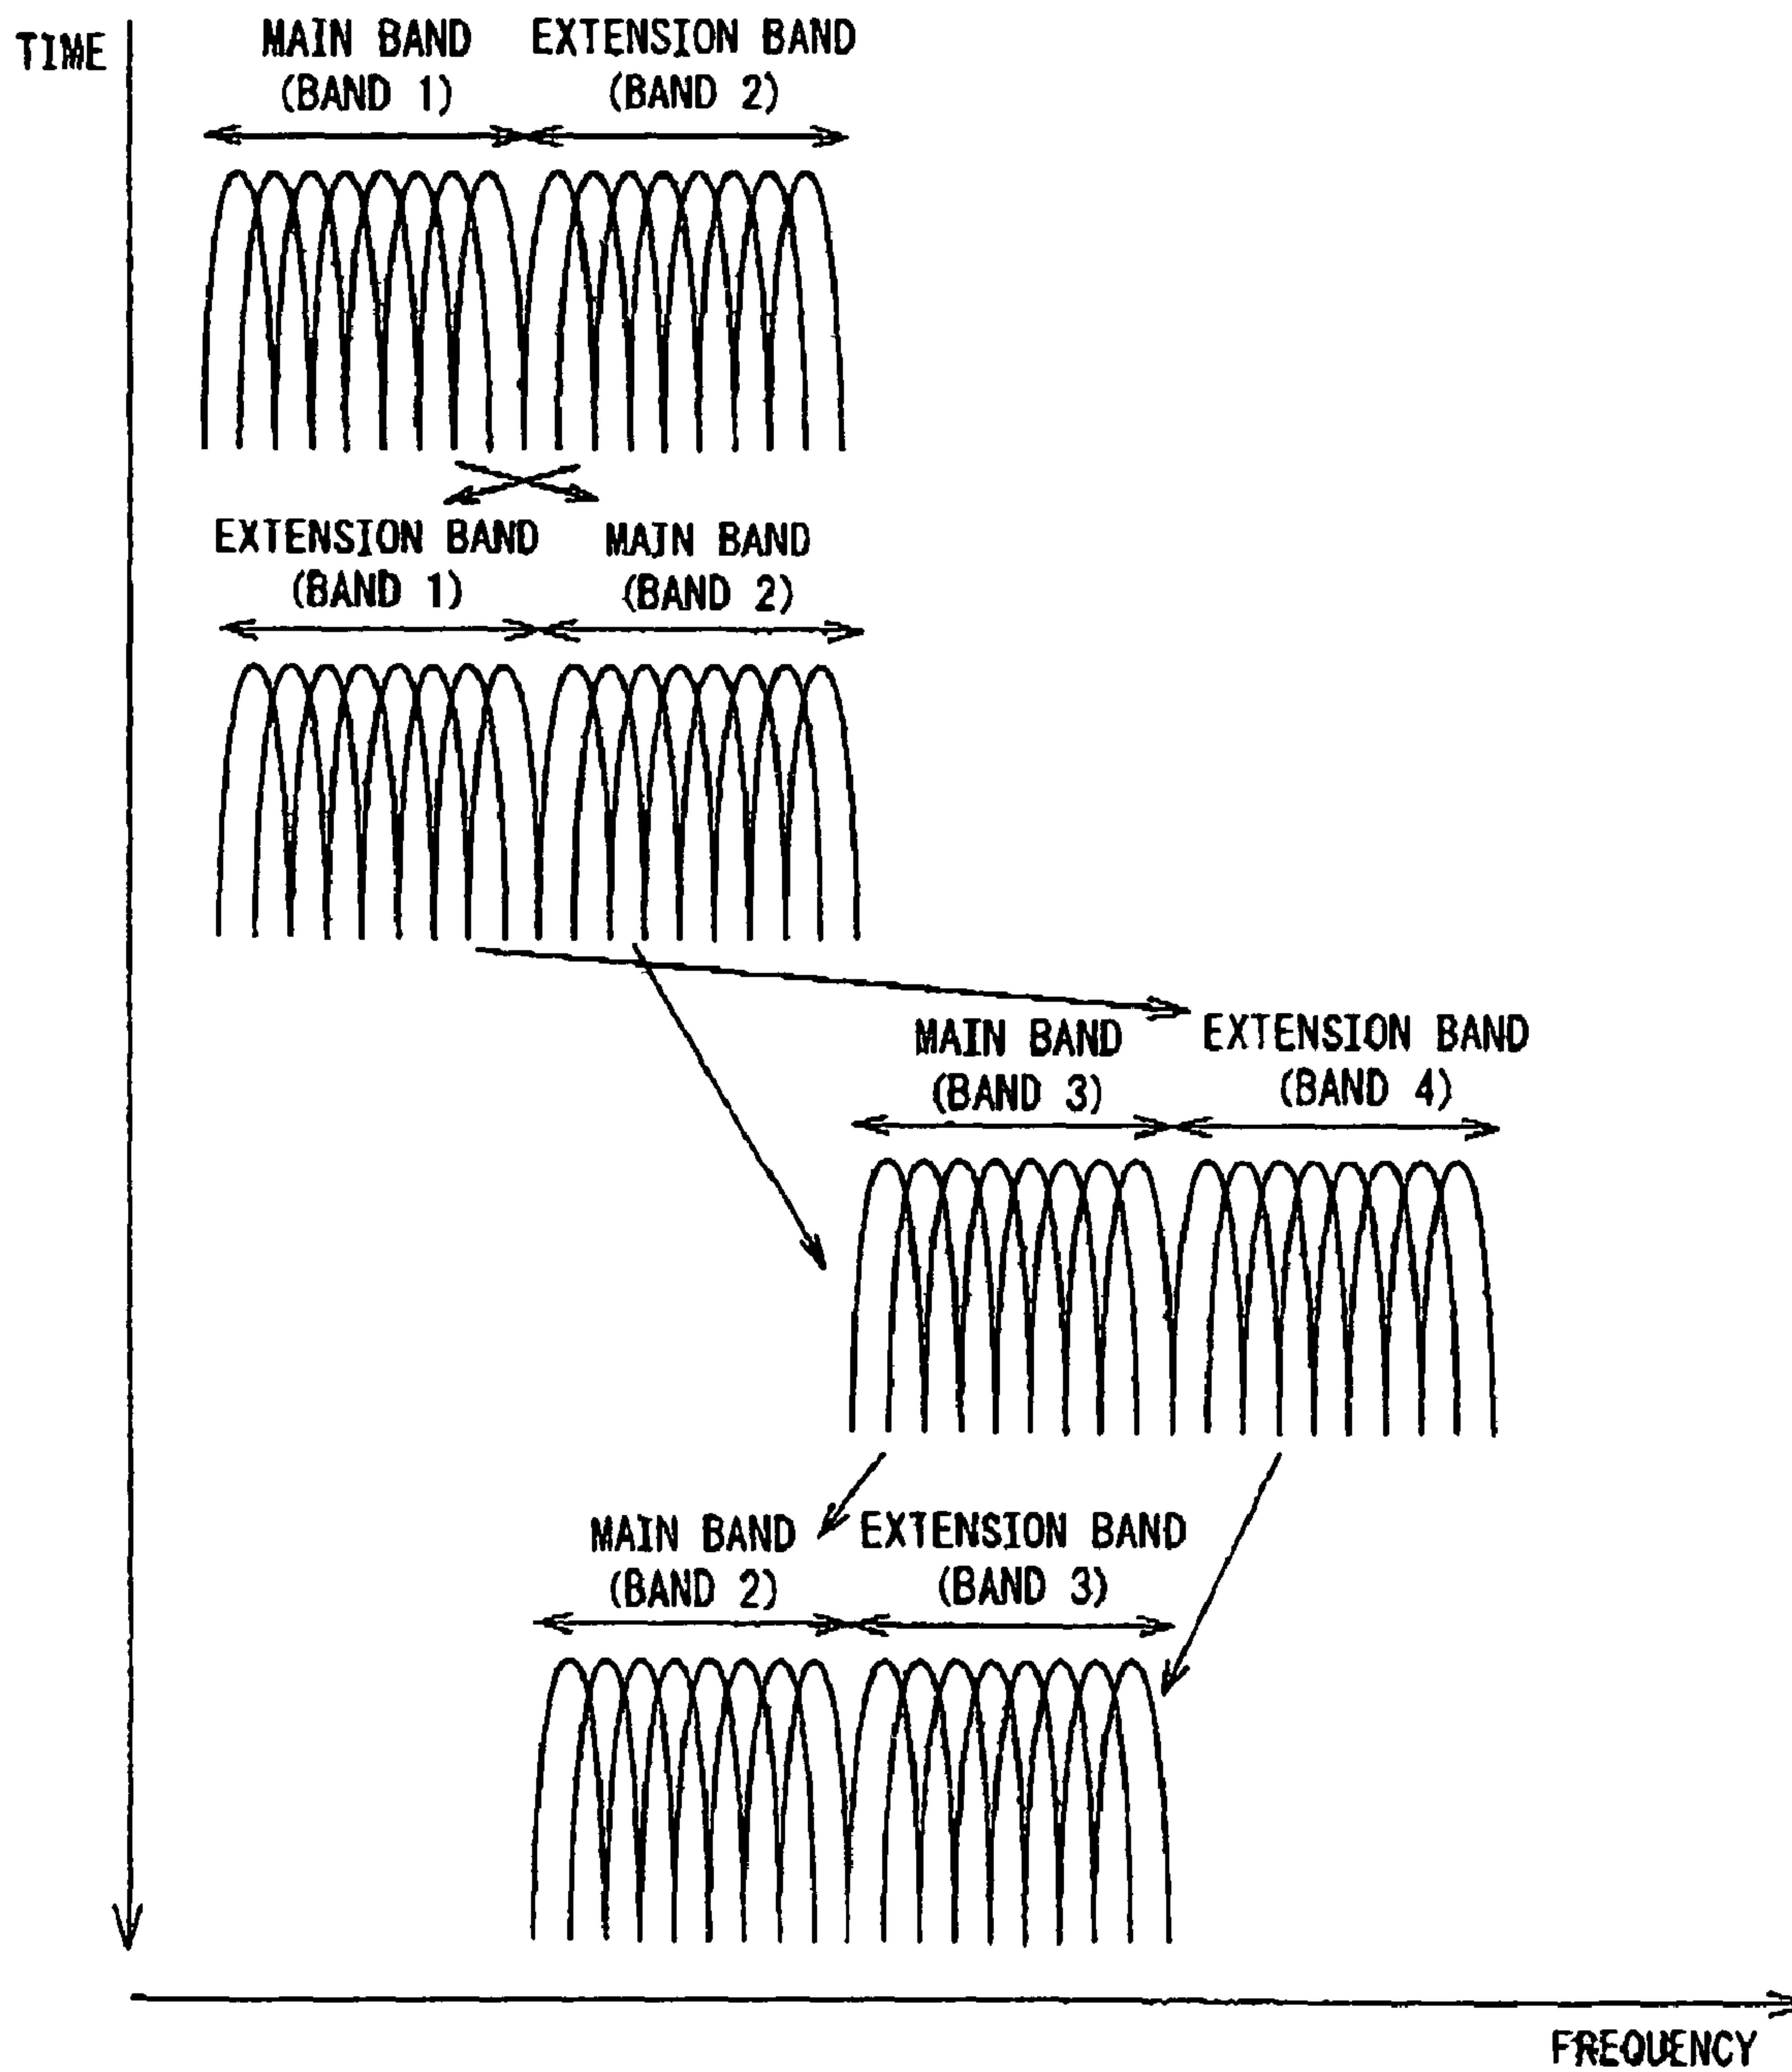 TIME
MAIN BAND
(BAND 1)
EXTENSION BAND
(BAND 2)
EXTENSION BAND
(BAND 1)
MAIN BAND
(BAND 2)
MAIN BAND
(BAND 3)
EXTENSION BAND
(BAND 4)
MAIN BAND
(BAND 2)
EXTENSION BAND
(BAND 3)
FREQUENCY